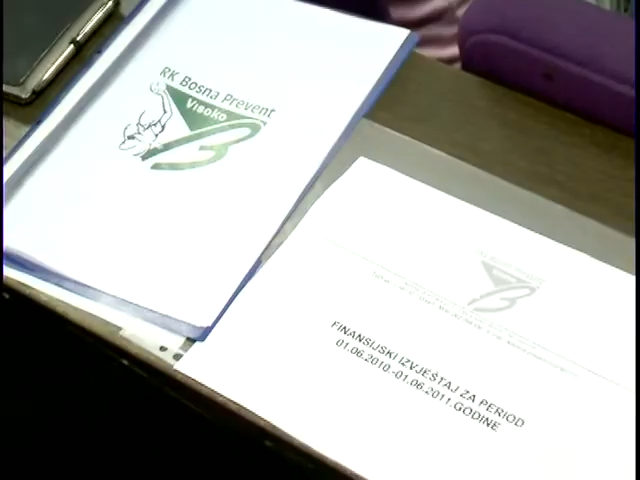 RK Bosna Prevent
Visoko
FINANSIJSKI IZVJEŠTAJ ZA PERIOD
01.06.2010.-01.06.2011.GODINE